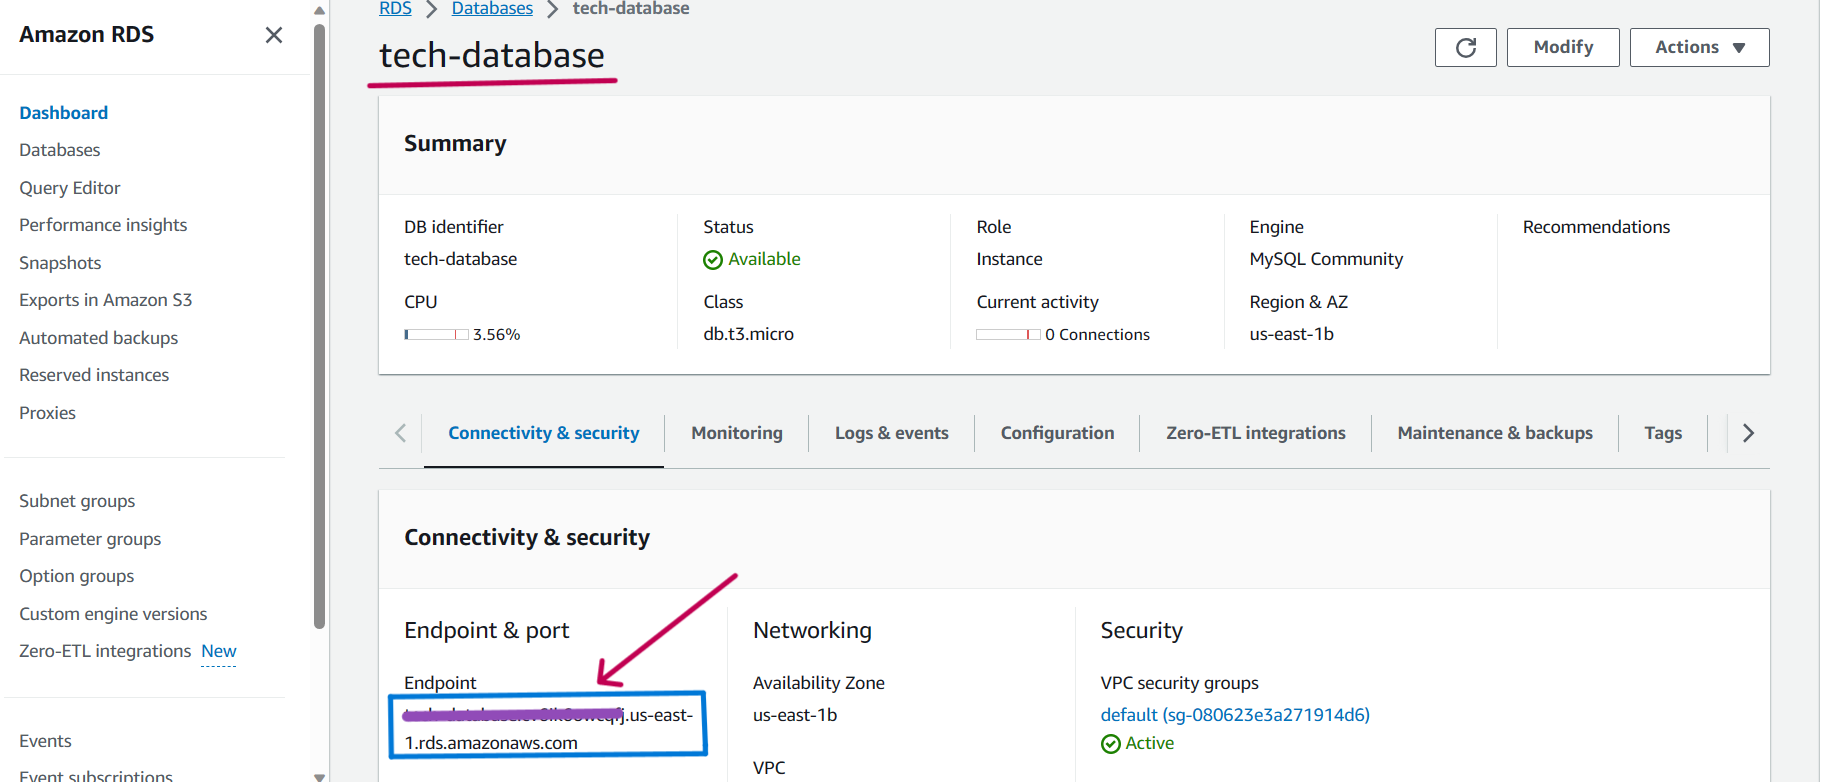 Amazon RDS
Dashboard
Databases
Query Editor
Performance insights
Snapshots
Exports in Amazon S3
Automated backups
Reserved instances
Proxies
Subnet groups
Parameter groups
Option groups
Custom engine versions
Zero-ETL integrations New
Events
Event subscriptions
RDS > Databases > tech-database
tech-database
Modify
Actions
Summary
DB identifier
tech-database
CPU
3.56%
Status
Available
Class
db.t3.micro
Role
Instance
Current activity
0 Connections
Engine
MySQL Community
Region & AZ
us-east-1b
Recommendations
Connectivity & security Monitoring Logs & events Configuration Zero-ETL integrations Maintenance & backups Tags
Connectivity & security
Endpoint & port
Endpoint
.us-east-
1.rds.amazonaws.com
Networking
Availability Zone
us-east-1b
VPC
Security
VPC security groups
default (sg-080623e3a271914d6)
Active